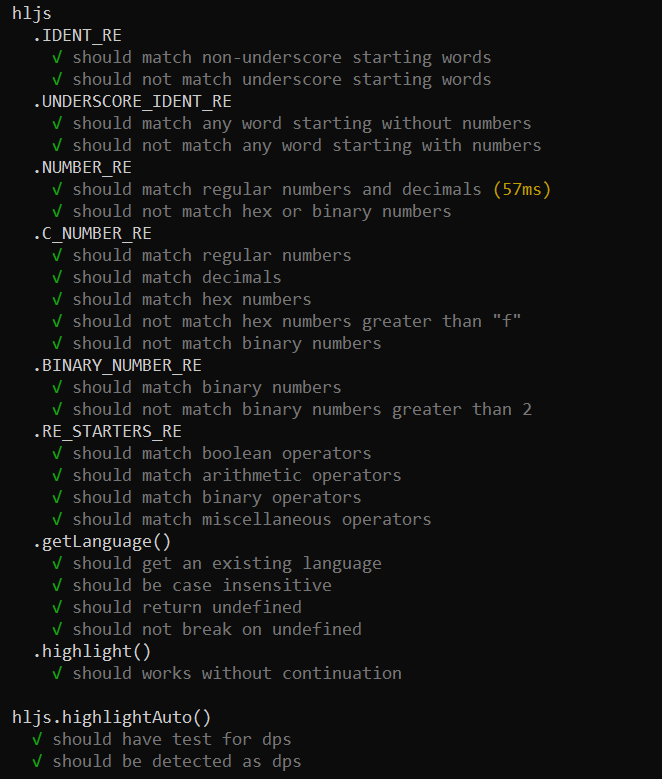 hljs
.IDENT_RE
√ should match non-underscore starting words
√ should not match underscore starting words
.UNDERSCORE_IDENT_RE
√ should match any word starting without numbers
√ should not match any word starting with numbers
.NUMBER_RE
√ should match regular numbers and decimals (57ms)
√ should not match hex or binary numbers
.C_NUMBER_RE
√ should match regular numbers
√ should match decimals
√ should match hex numbers
√ should not match hex numbers greater than "f"
√ should not match binary numbers
.BINARY_NUMBER_RE
√ should match binary numbers
√ should not match binary numbers greater than 2
.RE_STARTERS_RE
√ should match boolean operators
√ should match arithmetic operators
√ should match binary operators
√ should match miscellaneous operators
.getLanguage()
√ should get an existing language
√ should be case insensitive
√ should return undefined
√ should not break on undefined
.highlight()
√ should works without continuation
hljs.highlightAuto()
√ should have test for dps
√ should be detected as dps